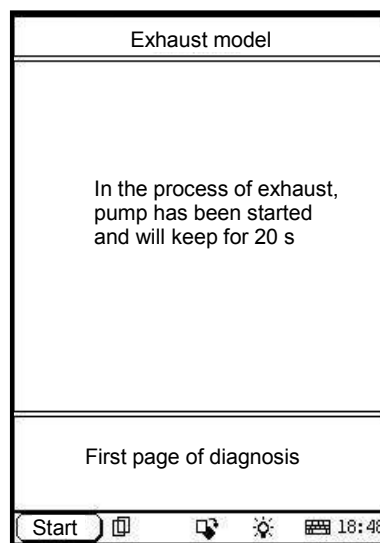 Exhaust model
In the process of exhaust,
pump has been started
and will keep for 20 s
First page of diagnosis
Start 18:48